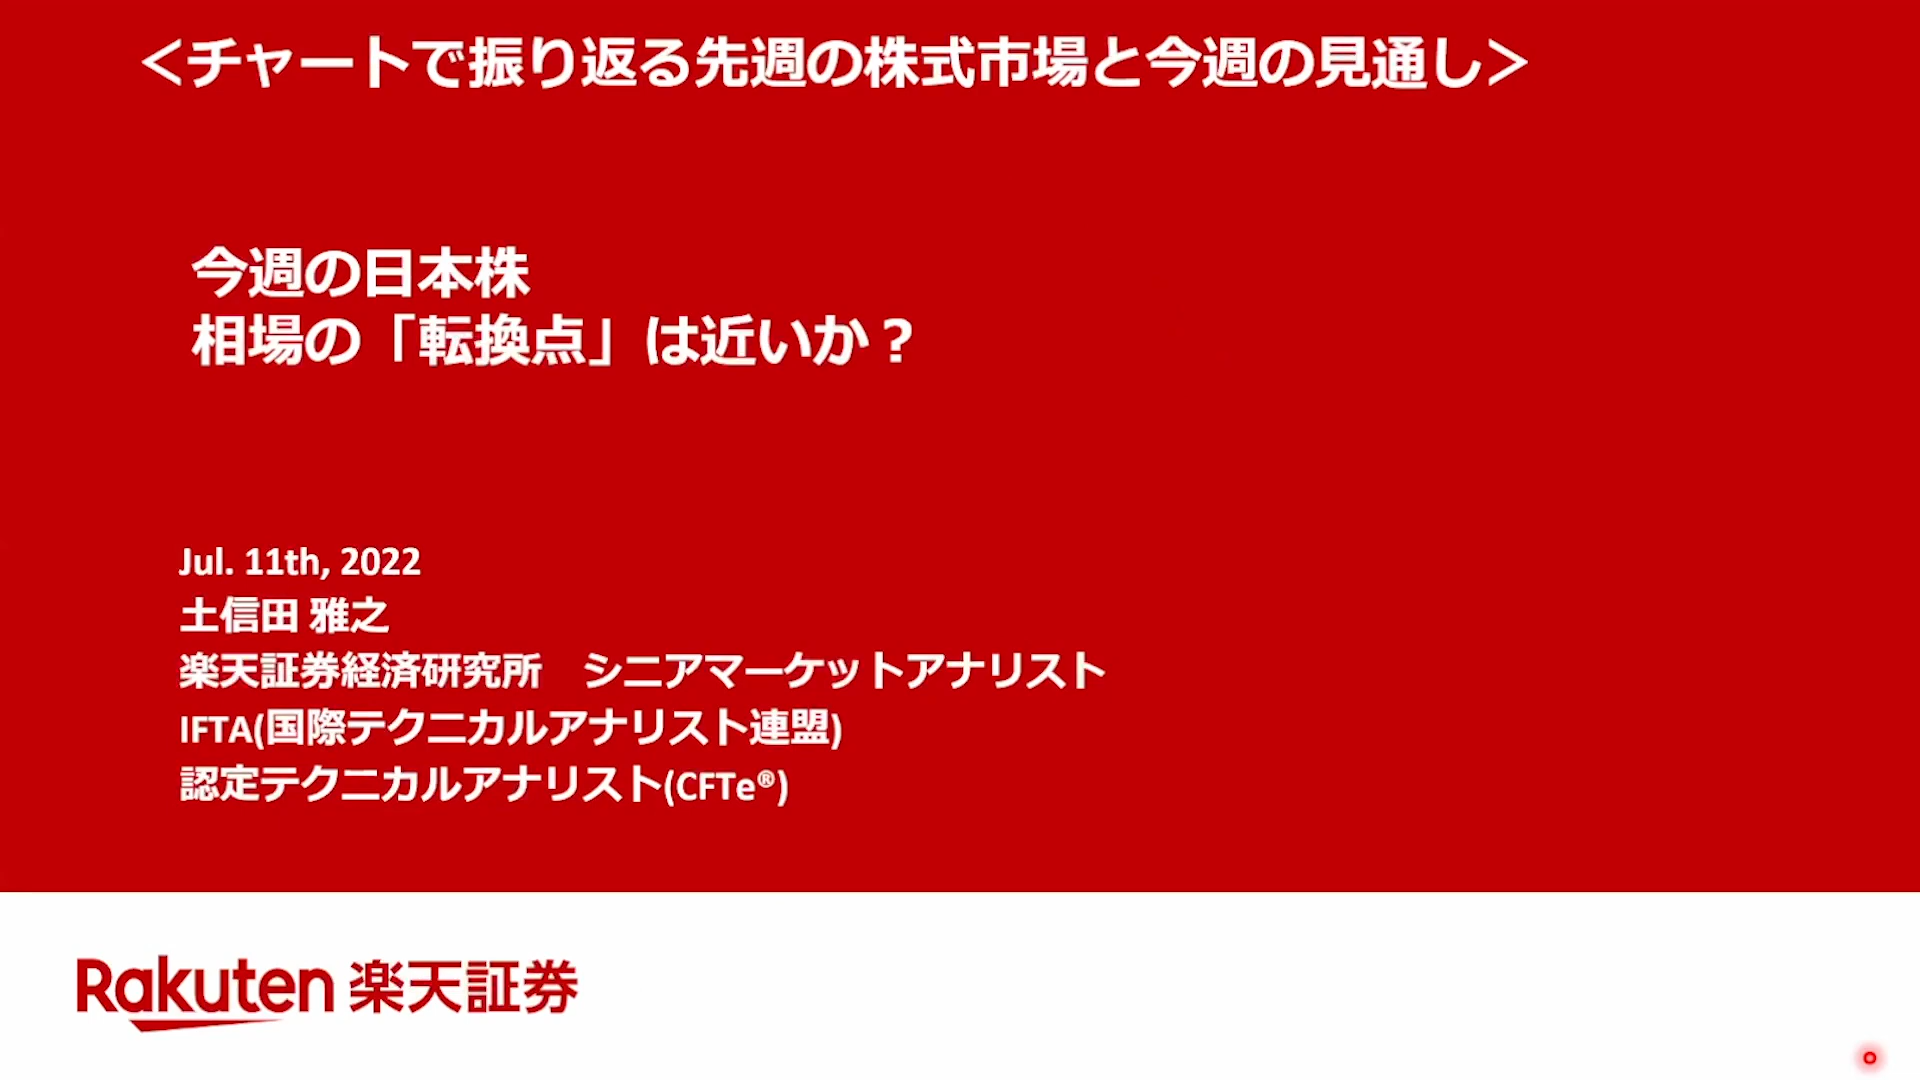 ＜チャートで振り返る先週の株式市場と今週の見通し＞
今週の日本株
相場の「転換点」は近いか？
Jul. 11th, 2022
土信田 雅之
楽天証券経済研究所　シニアマーケットアナリスト
IFTA(国際テクニカルアナリスト連盟)
認定テクニカルアナリスト(CFTe®)
Rakuten 楽天証券